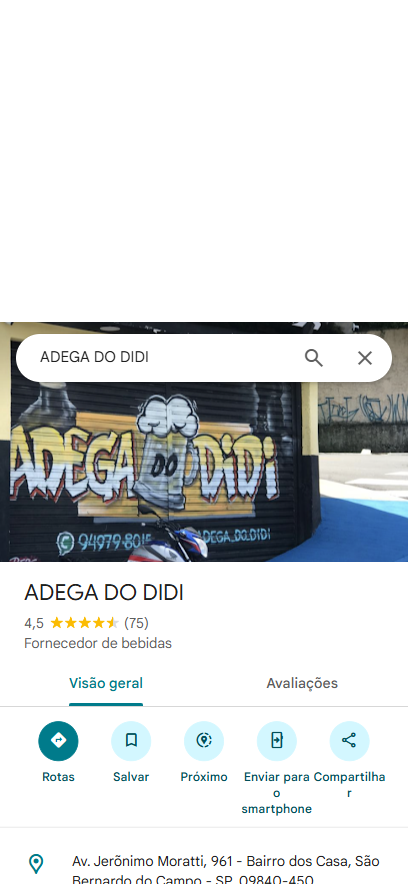 ADEGA DO DIDI
ADEGA DO DIDI
94979-8015
ADEGA_DO.DIDI
ADEGA DO DIDI
4,5 (75)
Fornecedor de bebidas
Visão geral
Avaliações
Rotas
Salvar
Próximo
Enviar para o smartphone
Compartilhar
Av. Jerônimo Moratti, 961 - Bairro dos Casa, São
Bernardo do Campo - SP, 09840-450